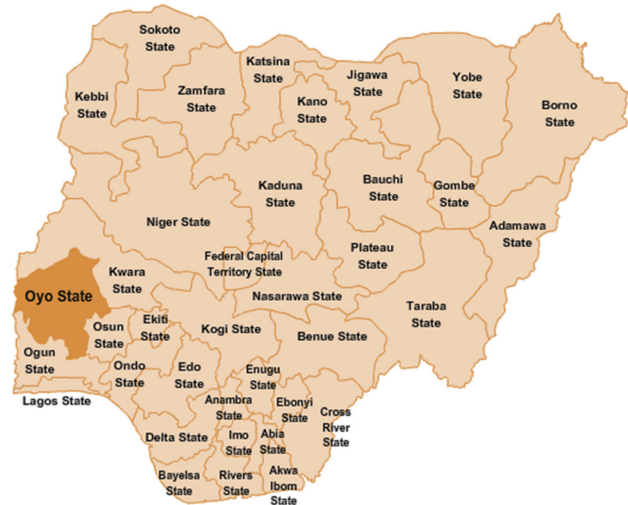 Sokoto
State
Katsina
State
Jigawa
State
Yobe
State
Kebbi
State
Zamfara
State
Kano
State
Borno
State
Kaduna
State
Bauchi
State
Gombe
State
Niger State
Adamawa
State
Federal Capital
Territory State
Plateau
State
Kwara
State
Oyo State
Nasarawa State
Taraba
State
Osun
State
Ekiti
State
Kogi State
Benue State
Ogun
State
Ondo
State
Edo
State
Enugu
State
Lagos State
Anambra
State
Ebonyi
State
Cross
River
State
Delta State
Imo
State
Abia
State
Bayelsa
State
Rivers
State
Akwa
Ibom
State